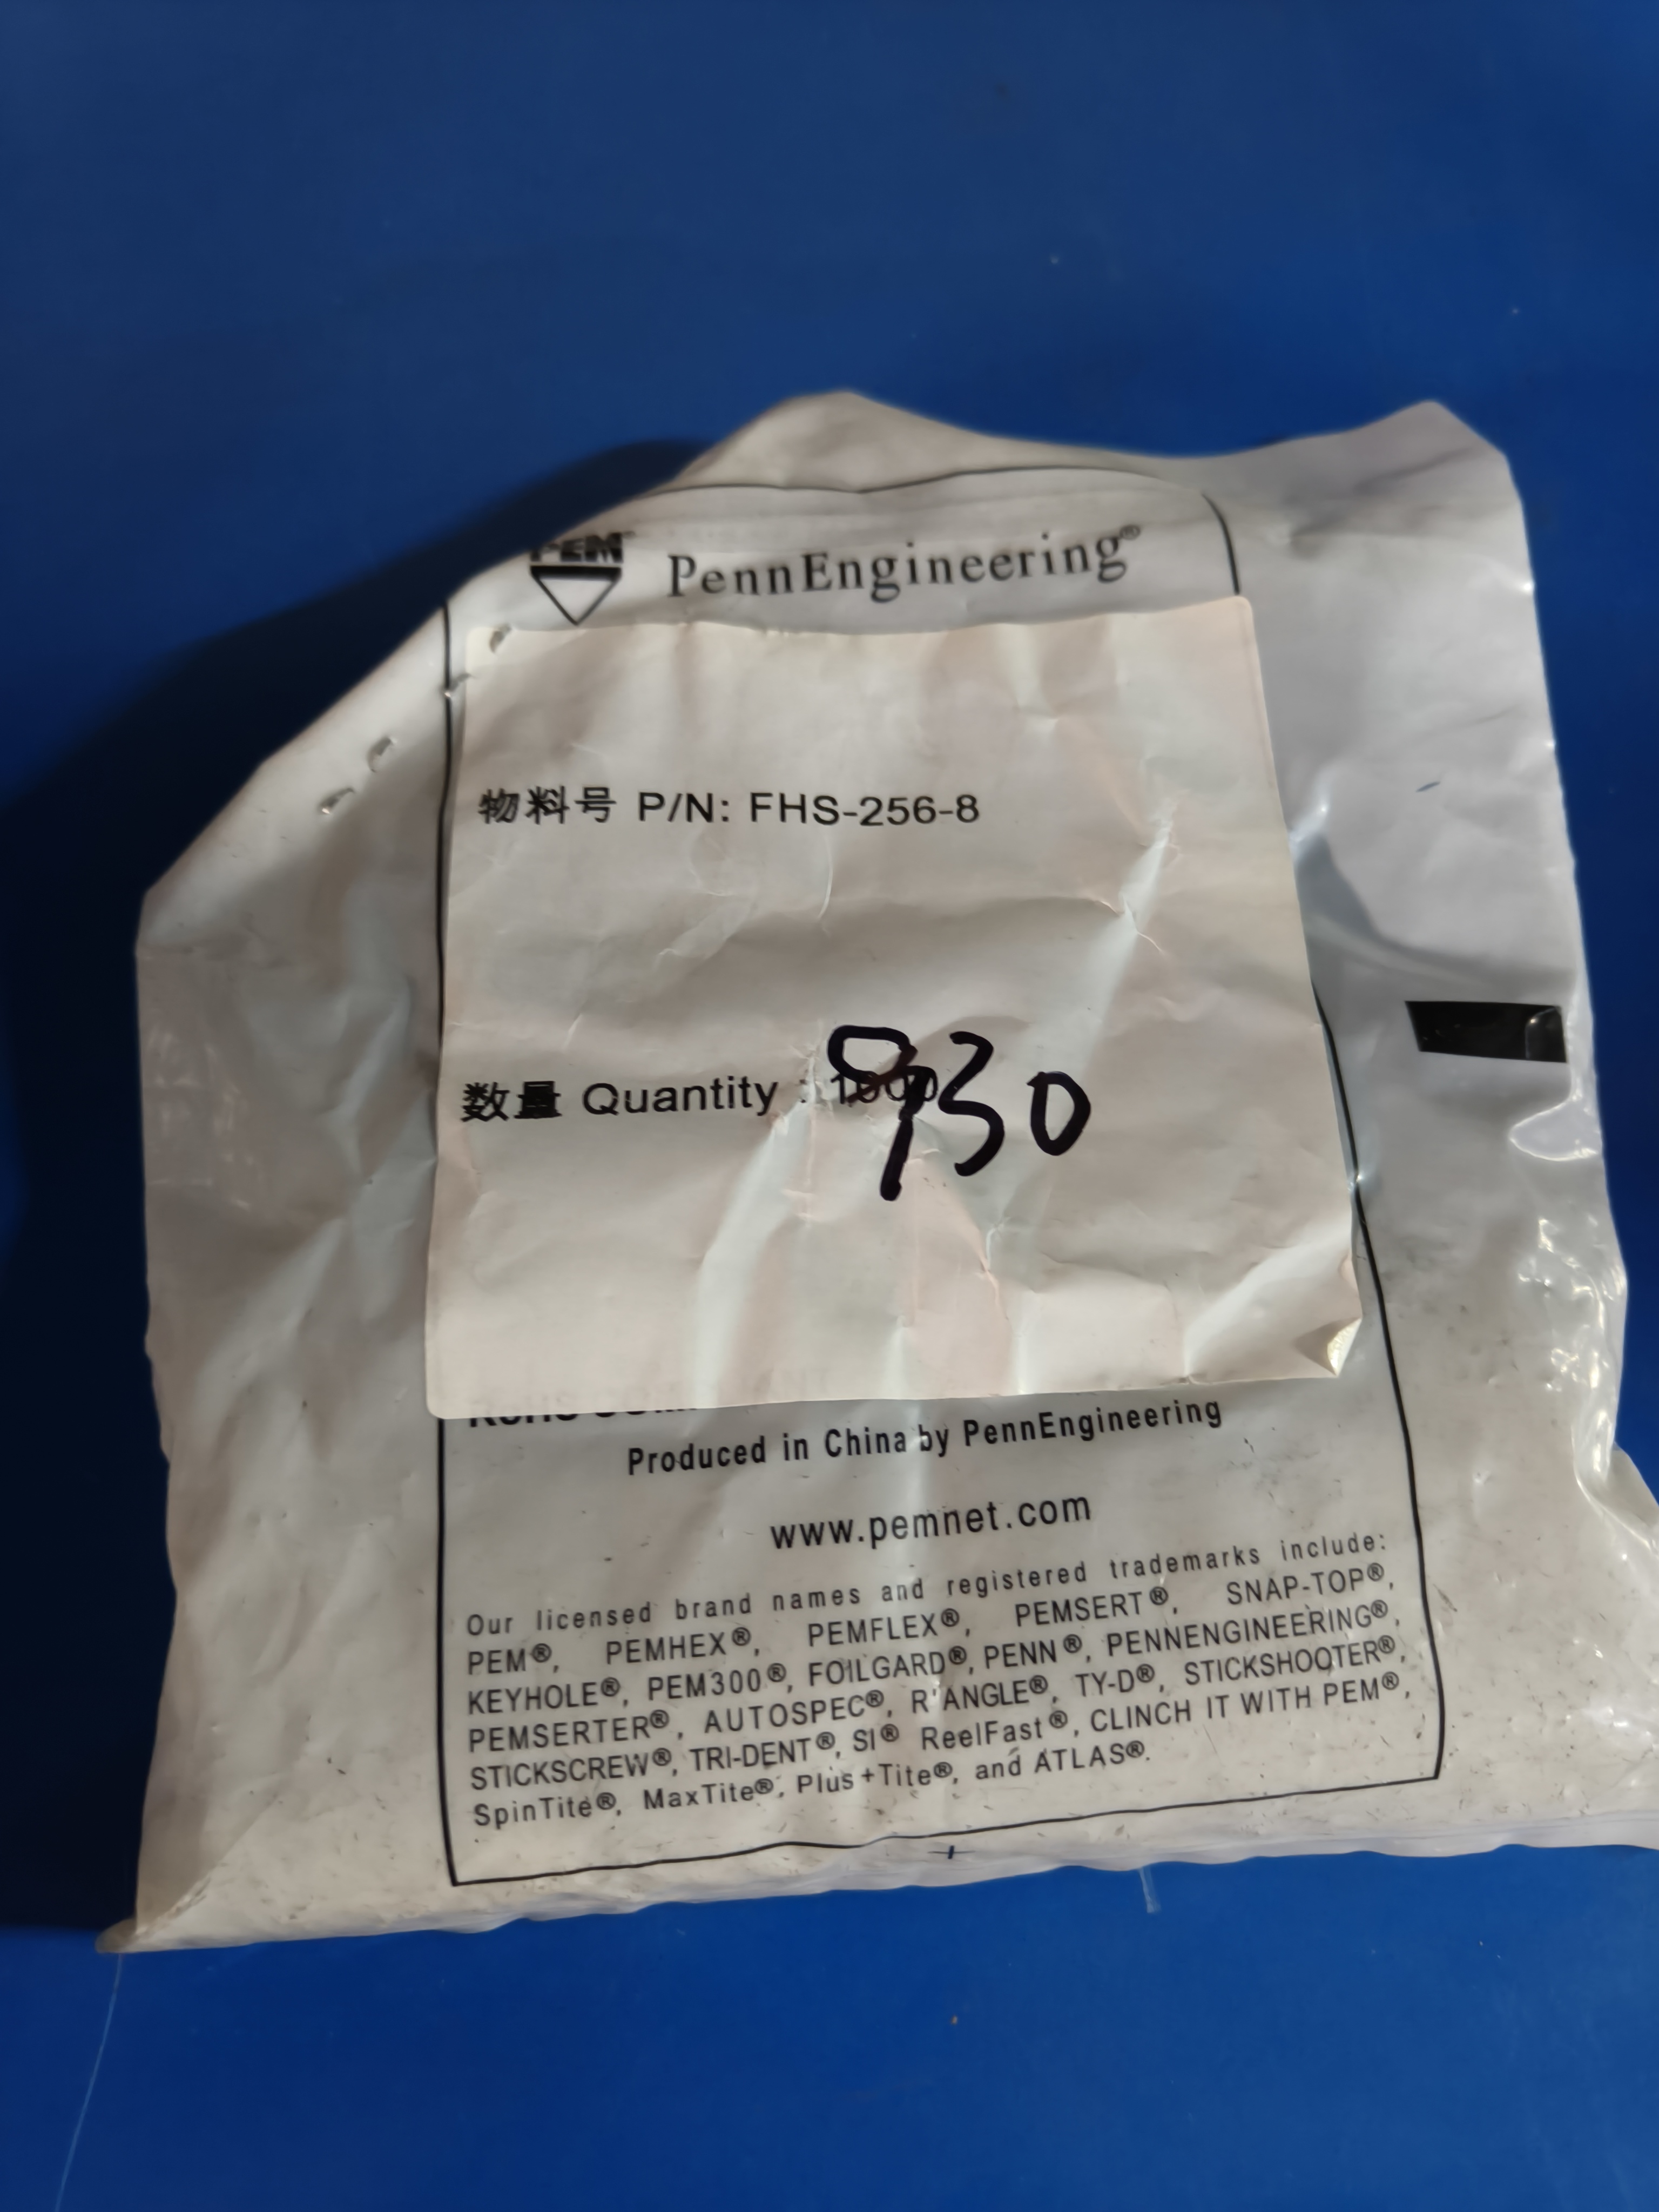 PEM
PennEngineering®
物料号 P/N: FHS-256-8
数量 Quantity : 1000
930
RoHS
Produced in China by PennEngineering
www.pemnet.com
Our licensed brand names and registered trademarks include:
PEM®, PEMHEX®, PEMFLEX®, PEMSERT®, SNAP-TOP®,
KEYHOLE®, PEM300®, FOILGARD®, PENN®, PENNENGINEERING®,
PEMSERTER®, AUTOSPEC®, R'ANGLE®, TY-D®, STICKSHOOTER®,
STICKSCREW®, TRI-DENT®, SI® ReelFast®, CLINCH IT WITH PEM®,
SpinTite®, MaxTite®, Plus+Tite®, and ATLAS®.